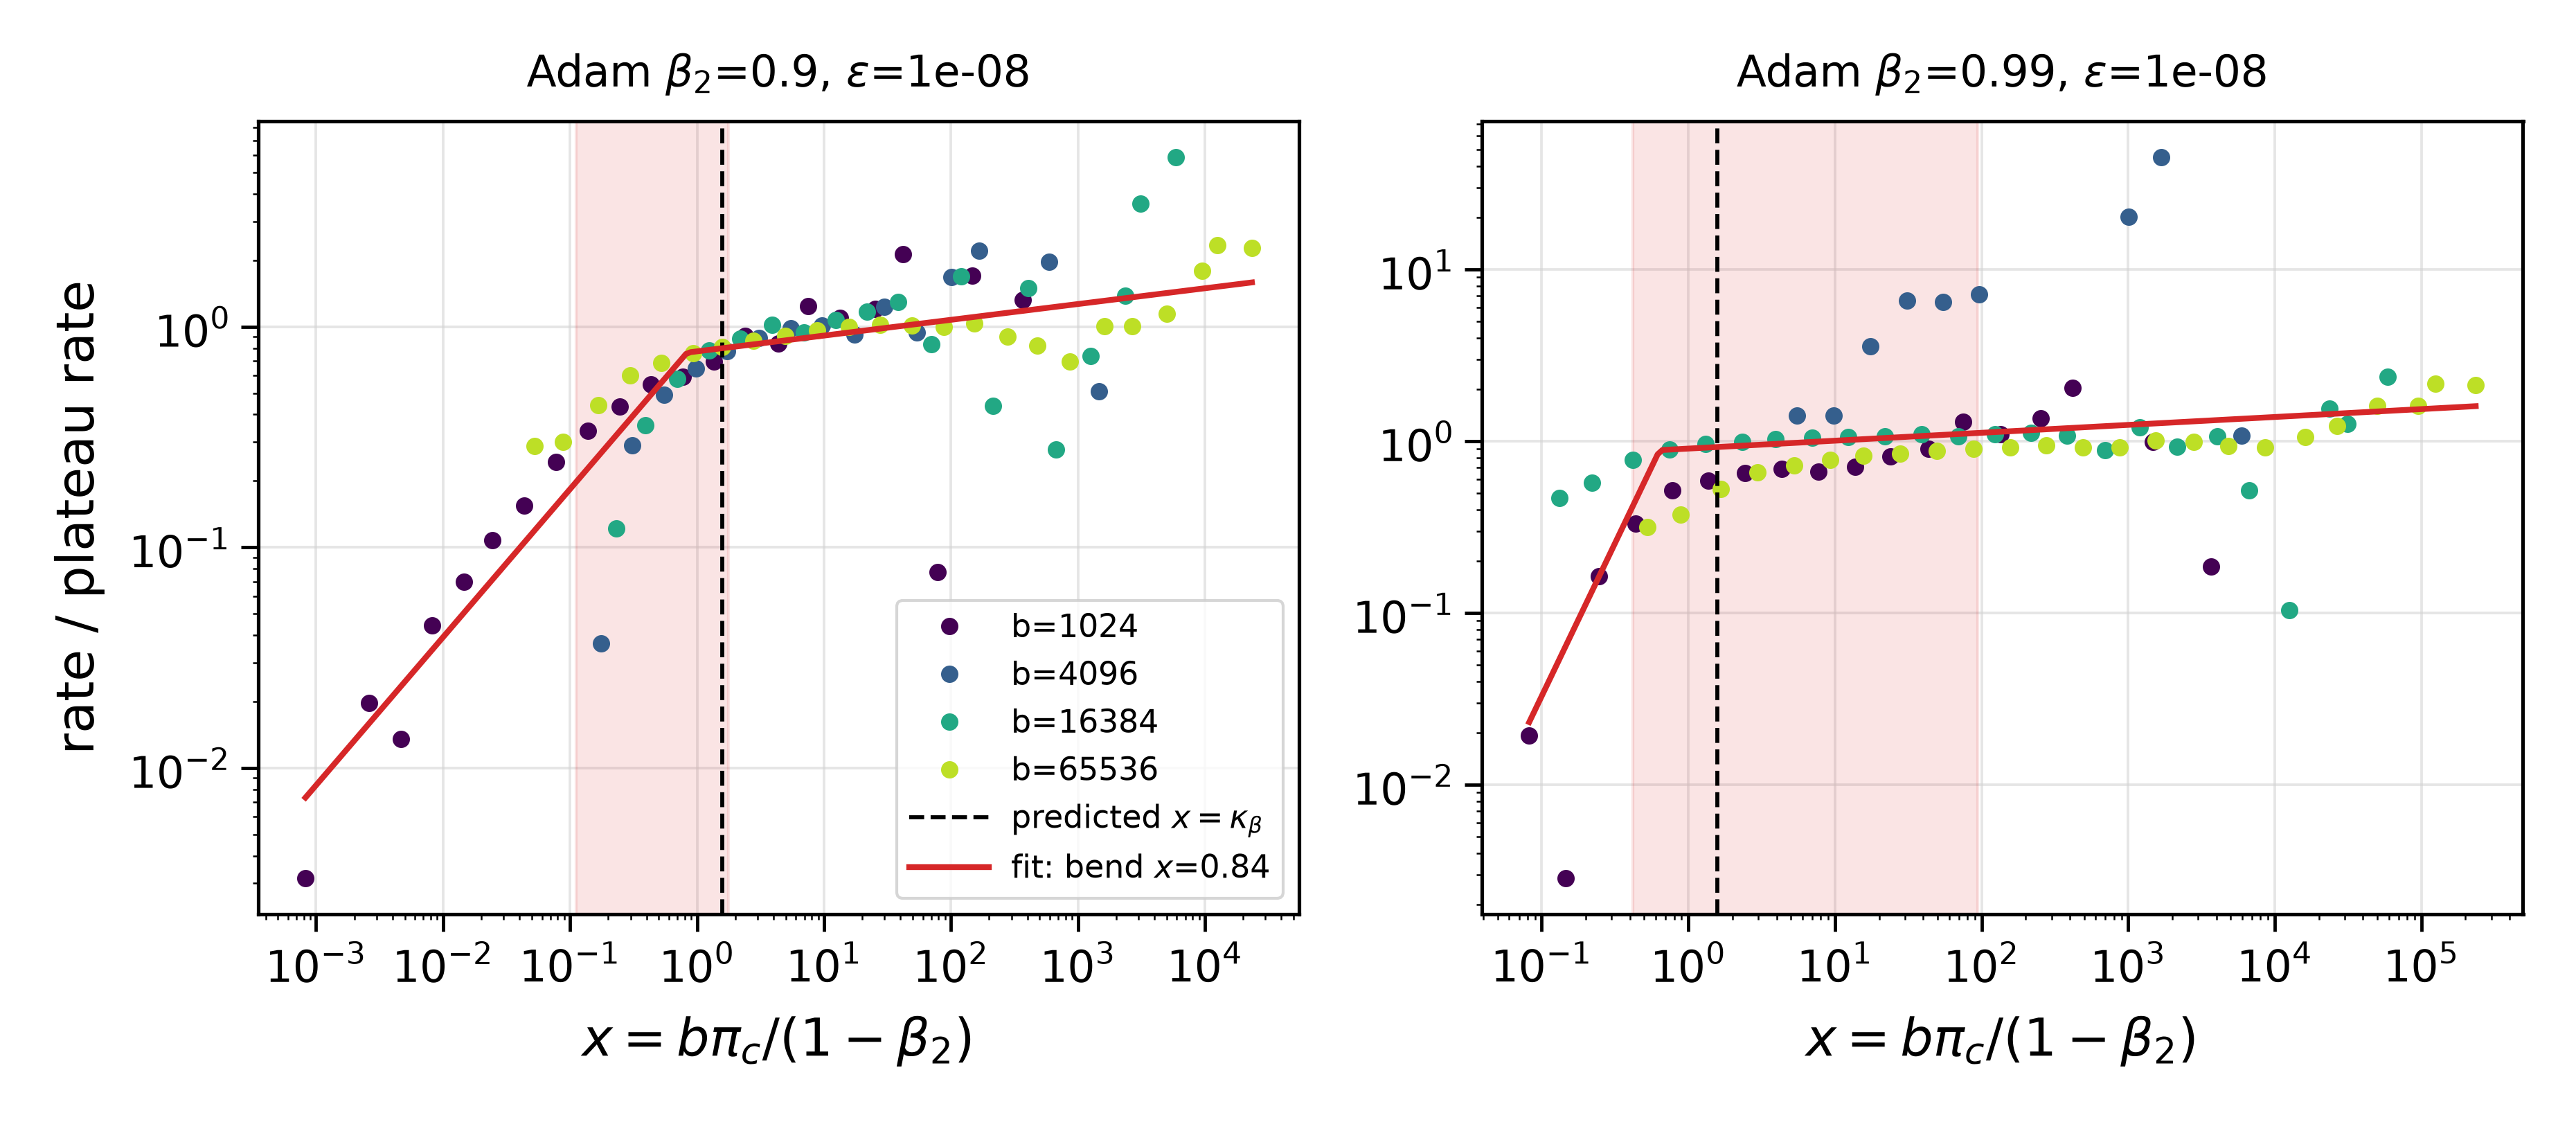 Adam β₂=0.9, ε=1e-08
rate / plateau rate
10⁰
10⁻¹
10⁻²
b=1024
b=4096
b=16384
b=65536
predicted x = κ_β
fit: bend x=0.84
10⁻³ 10⁻² 10⁻¹ 10⁰ 10¹ 10² 10³ 10⁴
x = bπ_c/(1 − β₂)
Adam β₂=0.99, ε=1e-08
10¹
10⁰
10⁻¹
10⁻²
10⁻¹ 10⁰ 10¹ 10² 10³ 10⁴ 10⁵
x = bπ_c/(1 − β₂)